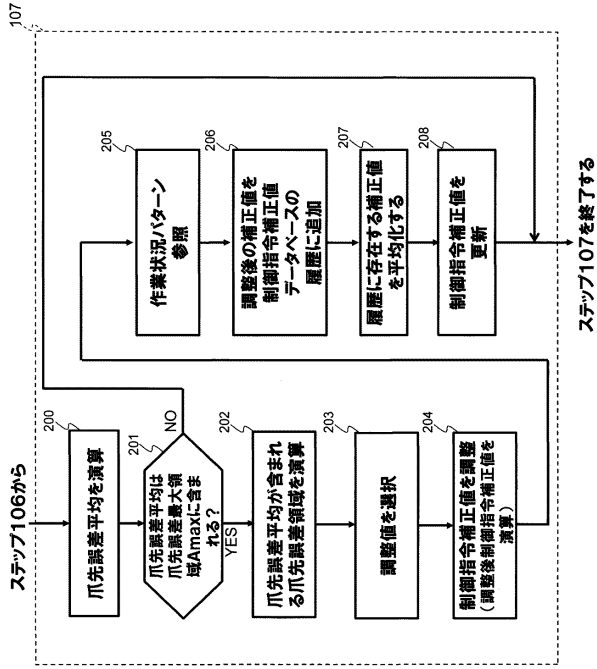 107
ステップ106から
200
爪先誤差平均を演算
201
爪先誤差平均は
爪先誤差最大領
域Amaxに含ま
れる?
NO
YES
202
爪先誤差平均が含まれ
る爪先誤差領域を演算
203
調整値を選択
204
制御指令補正値を調整
(調整後制御指令補正値を
演算)
205
作業状況パターン
参照
206
調整後の補正値を
制御指令補正値
データベースの
履歴に追加
207
履歴に存在する補正値
を平均化する
208
制御指令補正値を
更新
ステップ107を終了する